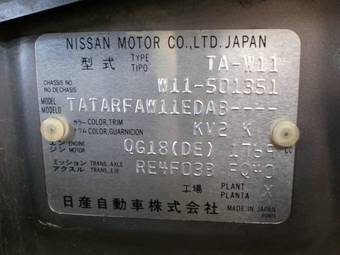 NISSAN MOTOR CO.,LTD. JAPAN
型式 TYPE TIPO TA-W11
CHASSIS NO NO DECHASIS W11-501351
MODEL MODELO TATARFAW11EDAB----
カラー COLOR,TRIM
COLOR,GUARNICION KV2 K
エンジン ENGINE MOTOR QG18(DE) 1769 cc
ミッション アクスル TRANS.AXLE TRANS.EJE RE4F03B FQ40
工場 PLANT PLANTA X
日産自動車株式会社 MADE IN JAPAN